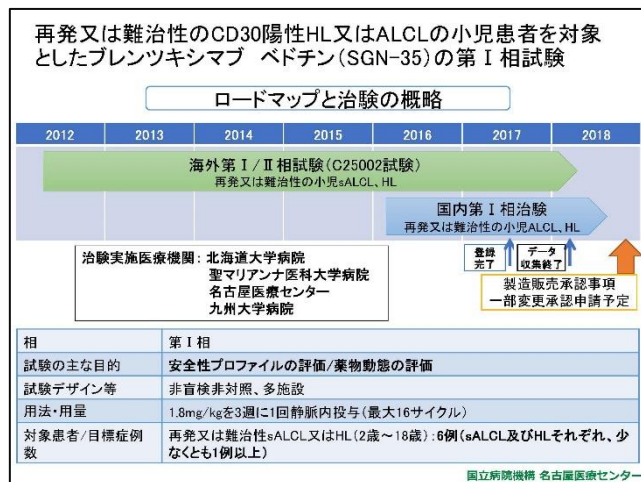 再発又は難治性のCD30陽性HL又はALCLの小児患者を対象
としたブレンツキシマブ ベドチン(SGN-35)の第Ⅰ相試験
ロードマップと治験の概略
2012 2013 2014 2015 2016 2017 2018
海外第Ⅰ/Ⅱ相試験(C25002試験)
再発又は難治性の小児sALCL、HL
国内第Ⅰ相治験
再発又は難治性の小児ALCL、HL
登録
完了
データ
収集終了
治験実施医療機関:北海道大学病院
聖マリアンナ医科大学病院
名古屋医療センター
九州大学病院
製造販売承認事項
一部変更承認申請予定
相 第Ⅰ相
試験の主な目的 安全性プロファイルの評価/薬物動態の評価
試験デザイン等 非盲検非対照、多施設
用法・用量 1.8mg/kgを3週に1回静脈内投与(最大16サイクル)
対象患者/目標症例 再発又は難治性sALCL又はHL(2歳~18歳):6例(sALCL及びHLそれぞれ、少
数 なくとも1例以上)
国立病院機構 名古屋医療センター